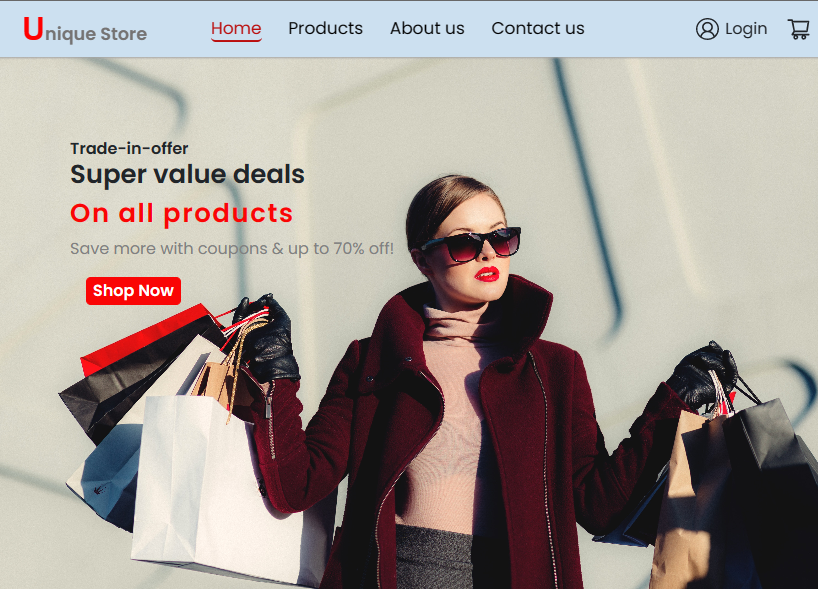 Unique Store Home Products About us Contact us Login
Trade-in-offer
Super value deals
On all products
Save more with coupons & up to 70% off!
Shop Now